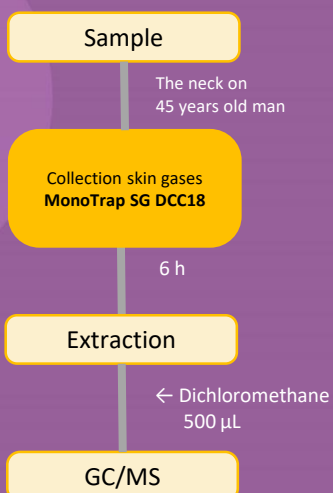 Sample
The neck on
45 years old man
Collection skin gases
MonoTrap SG DCC18
6 h
Extraction
← Dichloromethane
500 µL
GC/MS